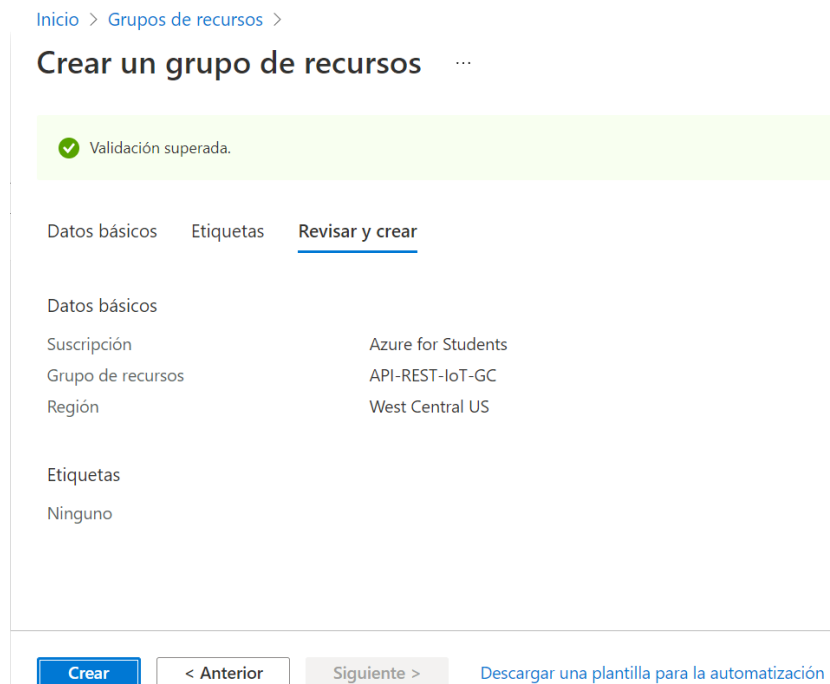 Inicio > Grupos de recursos >
Crear un grupo de recursos ...
Validación superada.
Datos básicos Etiquetas Revisar y crear
Datos básicos
Suscripción Azure for Students
Grupo de recursos API-REST-IoT-GC
Región West Central US
Etiquetas
Ninguno
Crear < Anterior Siguiente > Descargar una plantilla para la automatización